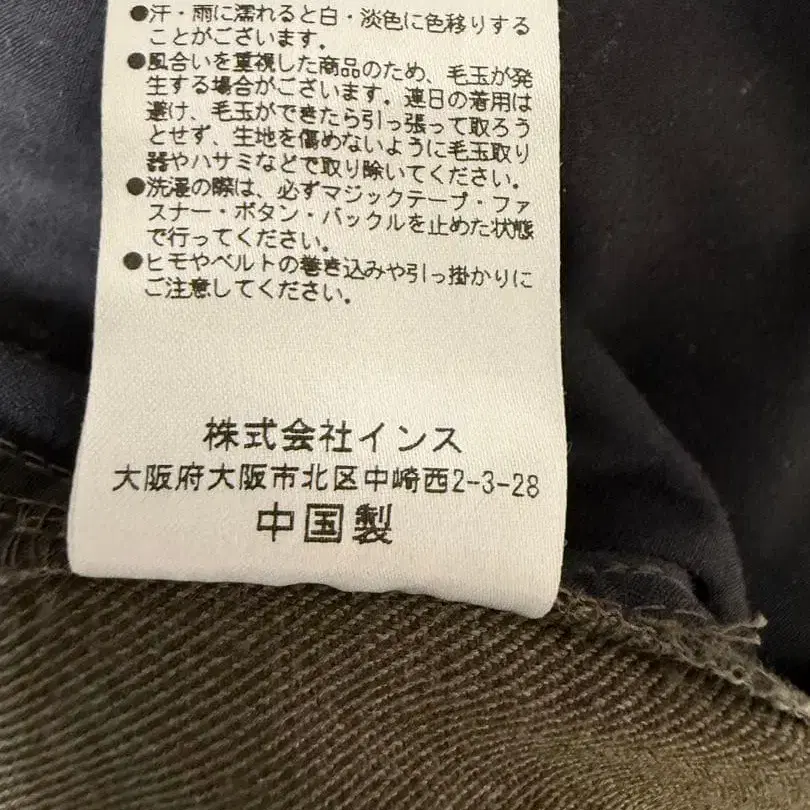 ●汗・雨に濡れると白・淡色に色移りする
ことがございます。
●風合いを重視した商品のため、毛玉が発
生する場合がございます。連日の着用は
避け、毛玉ができたら引っ張って取ろう
とせず、生地を傷めないように毛玉取り
器やハサミなどで取り除いてください。
●洗濯の際は、必ずマジックテープ・ファ
スナー・ボタン・バックルを止めた状態
で行ってください。
●ヒモやベルトの巻き込みや引っ掛かりに
ご注意してください。
株式会社インス
大阪府大阪市北区中崎西2-3-28
中国製